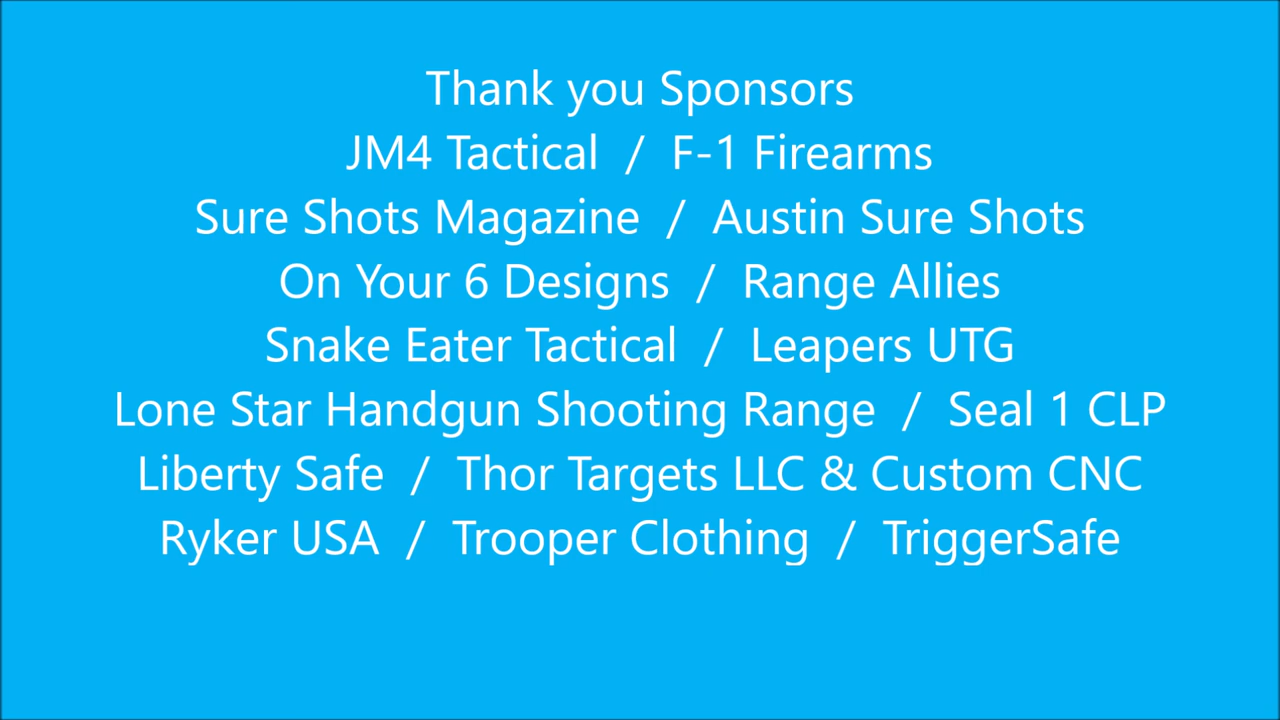 Thank you Sponsors
JM4 Tactical / F-1 Firearms
Sure Shots Magazine / Austin Sure Shots
On Your 6 Designs / Range Allies
Snake Eater Tactical / Leapers UTG
Lone Star Handgun Shooting Range / Seal 1 CLP
Liberty Safe / Thor Targets LLC & Custom CNC
Ryker USA / Trooper Clothing / TriggerSafe